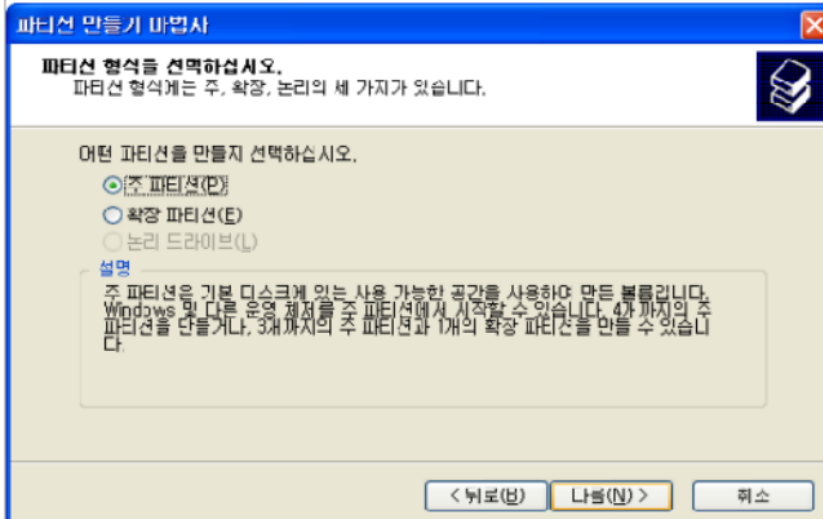 파티션 만들기 마법사
파티션 형식을 선택하십시오.
파티션 형식에는 주, 확장, 논리의 세 가지가 있습니다.
어떤 파티션을 만들지 선택하십시오.
주 파티션(P)
확장 파티션(E)
논리 드라이브(L)
설명
주 파티션은 기본 디스크에 있는 사용 가능한 공간을 사용하여 만든 볼륨입니다.
Windows 및 다른 운영 체제를 주 파티션에서 시작할 수 있습니다. 4개 까지의 주
파티션을 만들거나, 3개까지의 주 파티션과 1개의 확장 파티션을 만들 수 있습니
다.
< 뒤로(B)
다음(N) >
취소